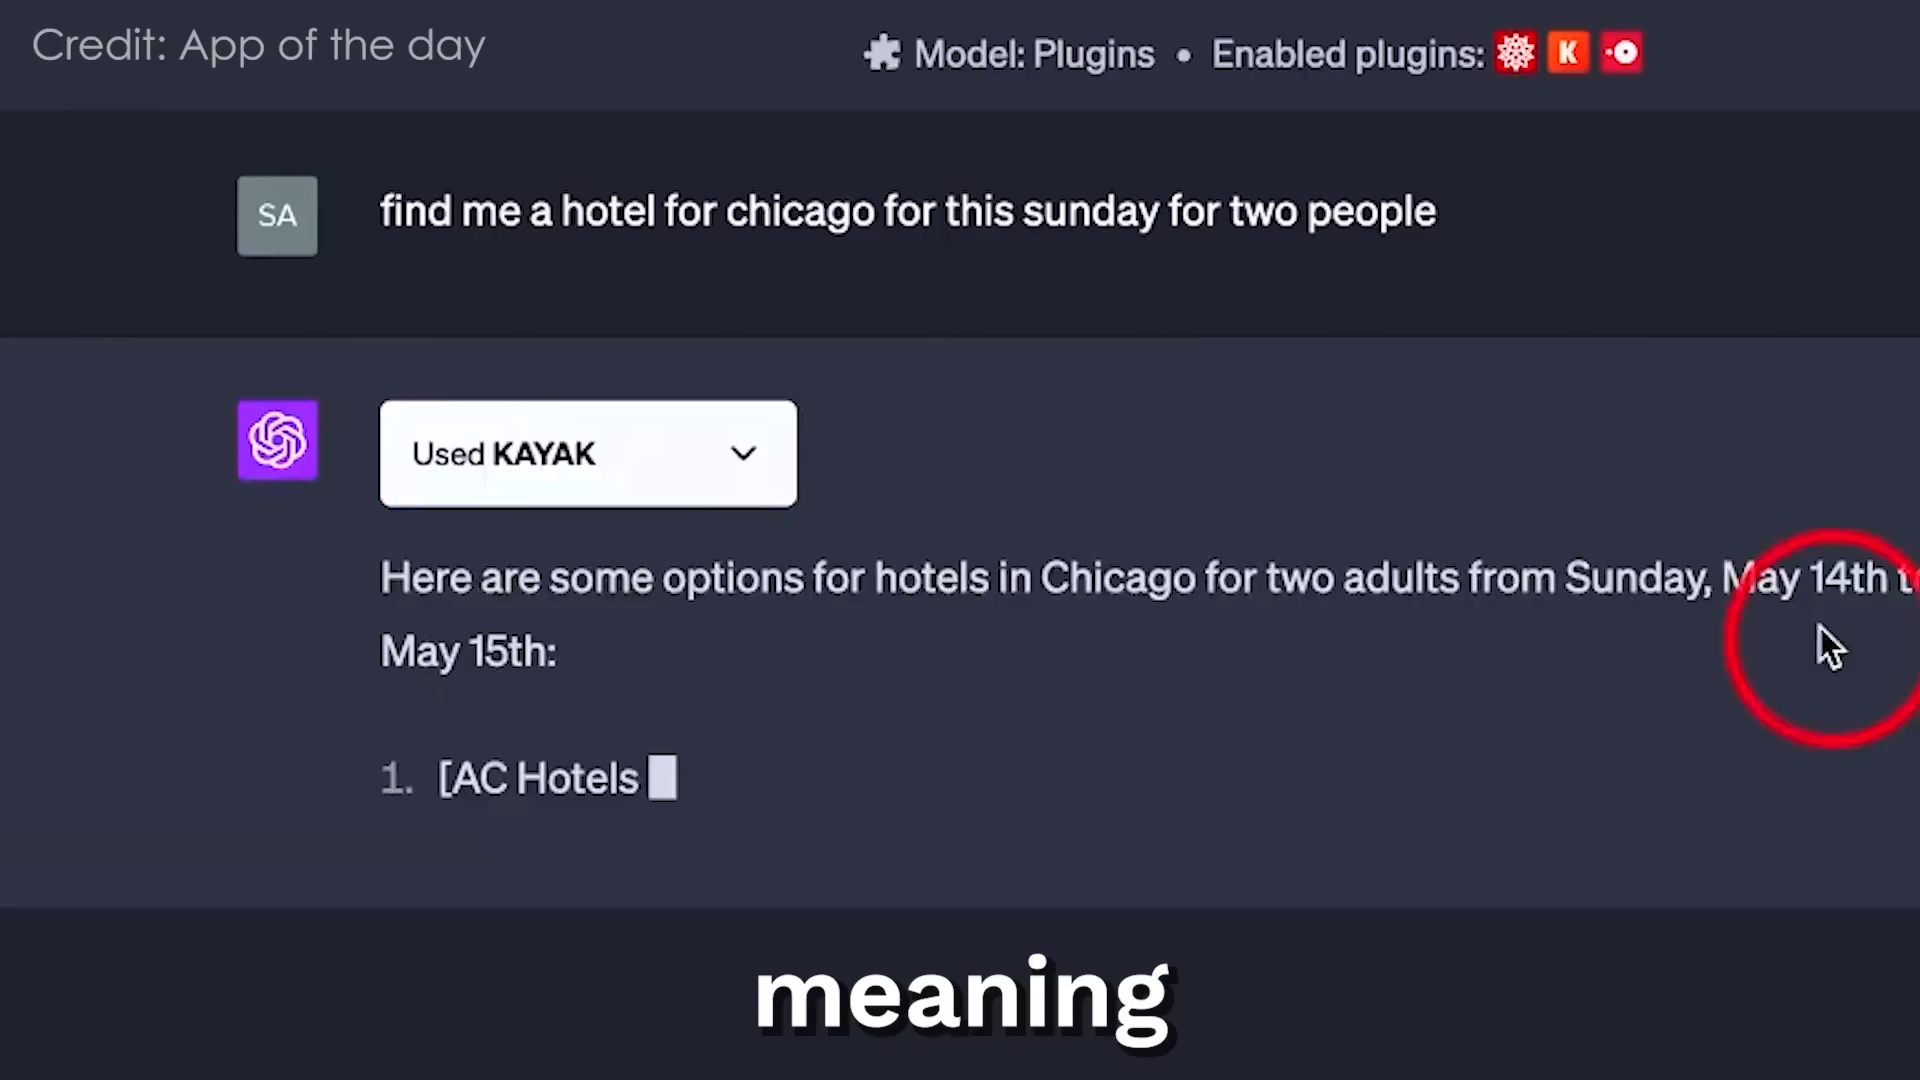 Credit: App of the day
Model: Plugins • Enabled plugins: K
SA
find me a hotel for chicago for this sunday for two people
Used KAYAK
Here are some options for hotels in Chicago for two adults from Sunday, May 14th
May 15th:
1. [AC Hotels
meaning